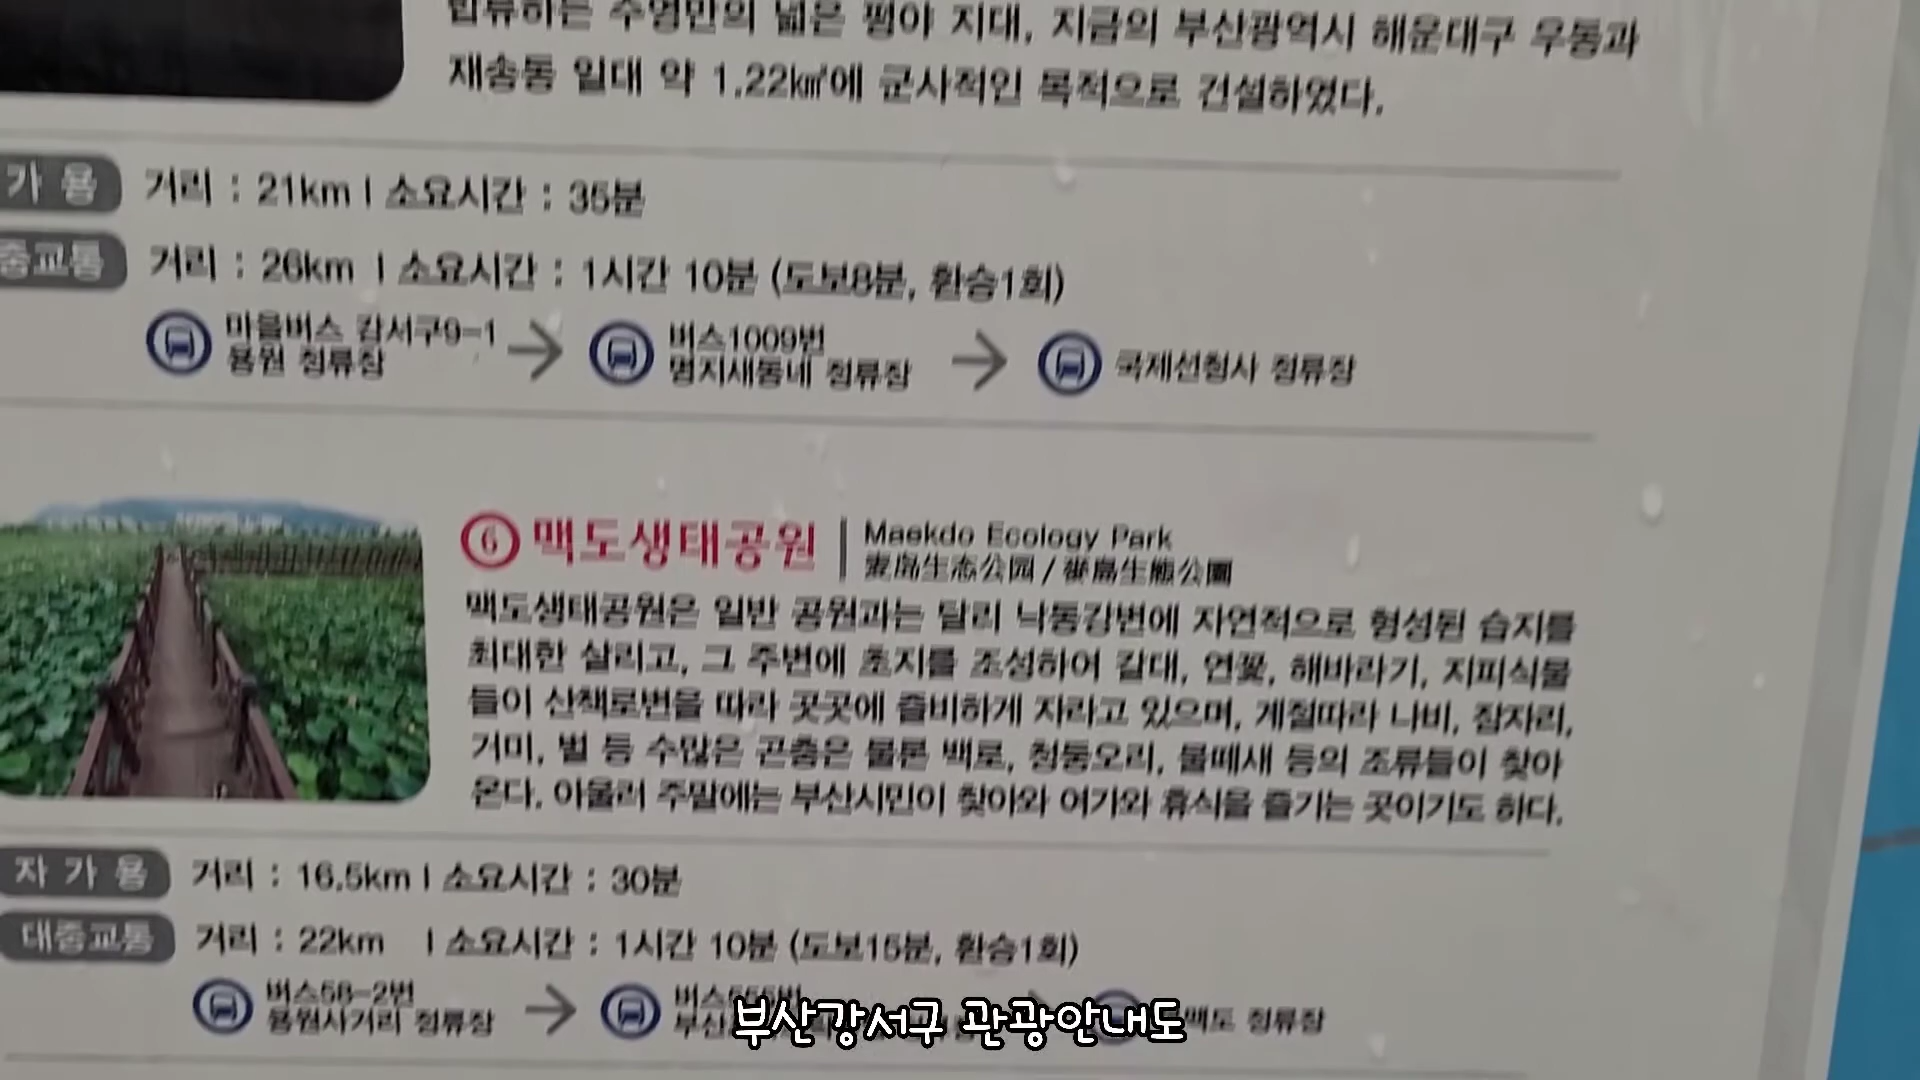 합류하는 수영만의 넓은 평야 지대, 지금의 부산광역시 해운대구 우동과
재송동 일대 약 1.22㎢에 군사적인 목적으로 건설하였다.
가 용 거리 : 21km | 소요시간 : 35분
중교통 거리 : 26km | 소요시간 : 1시간 10분 (도보8분, 환승1회)
마을버스 강서구9-1
용원 정류장
버스1009번
명지새동네 정류장
국제선청사 정류장
⑥ 맥도생태공원
Maekdo Ecology Park
麦岛生态公园 / 麥島生態公園
맥도생태공원은 일반 공원과는 달리 낙동강변에 자연적으로 형성된 습지를
최대한 살리고, 그 주변에 초지를 조성하여 갈대, 연꽃, 해바라기, 지피식물
들이 산책로변을 따라 곳곳에 즐비하게 자라고 있으며, 계절따라 나비, 잠자리,
거미, 벌 등 수많은 곤충은 물론 백로, 청둥오리, 물떼새 등의 조류들이 찾아
온다. 아울러 주말에는 부산시민이 찾아와 여가와 휴식을 즐기는 곳이기도 하다.
자 가 용 거리 : 16.5km | 소요시간 : 30분
대중교통 거리 : 22km | 소요시간 : 1시간 10분 (도보15분, 환승1회)
버스58-2번
용원사거리 정류장
버스555번
부산
맥도 정류장
부산강서구 관광안내도